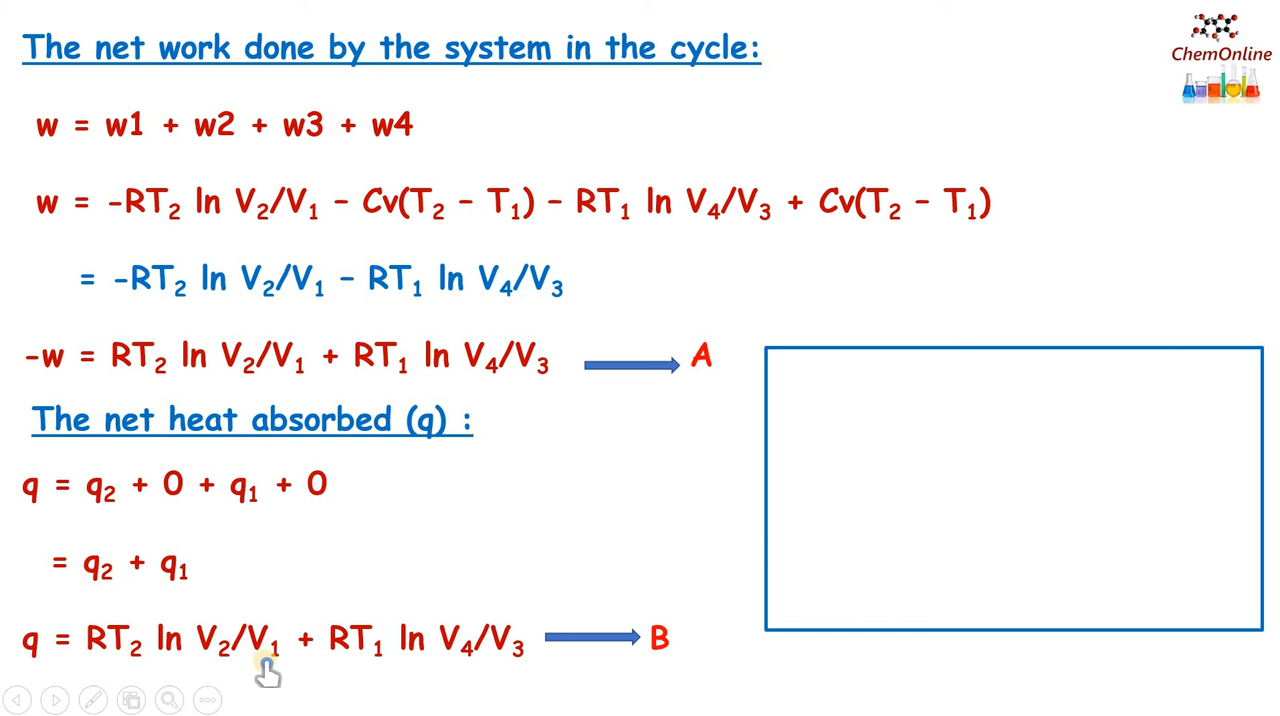 The net work done by the system in the cycle:
ChemOnline
w = w1 + w2 + w3 + w4
w = -RT₂ ln V₂/V₁ – Cv(T₂ – T₁) – RT₁ ln V₄/V₃ + Cv(T₂ – T₁)
= -RT₂ ln V₂/V₁ – RT₁ ln V₄/V₃
-w = RT₂ ln V₂/V₁ + RT₁ ln V₄/V₃ A
The net heat absorbed (q) :
q = q₂ + 0 + q₁ + 0
= q₂ + q₁
q = RT₂ ln V₂/V₁ + RT₁ ln V₄/V₃ B